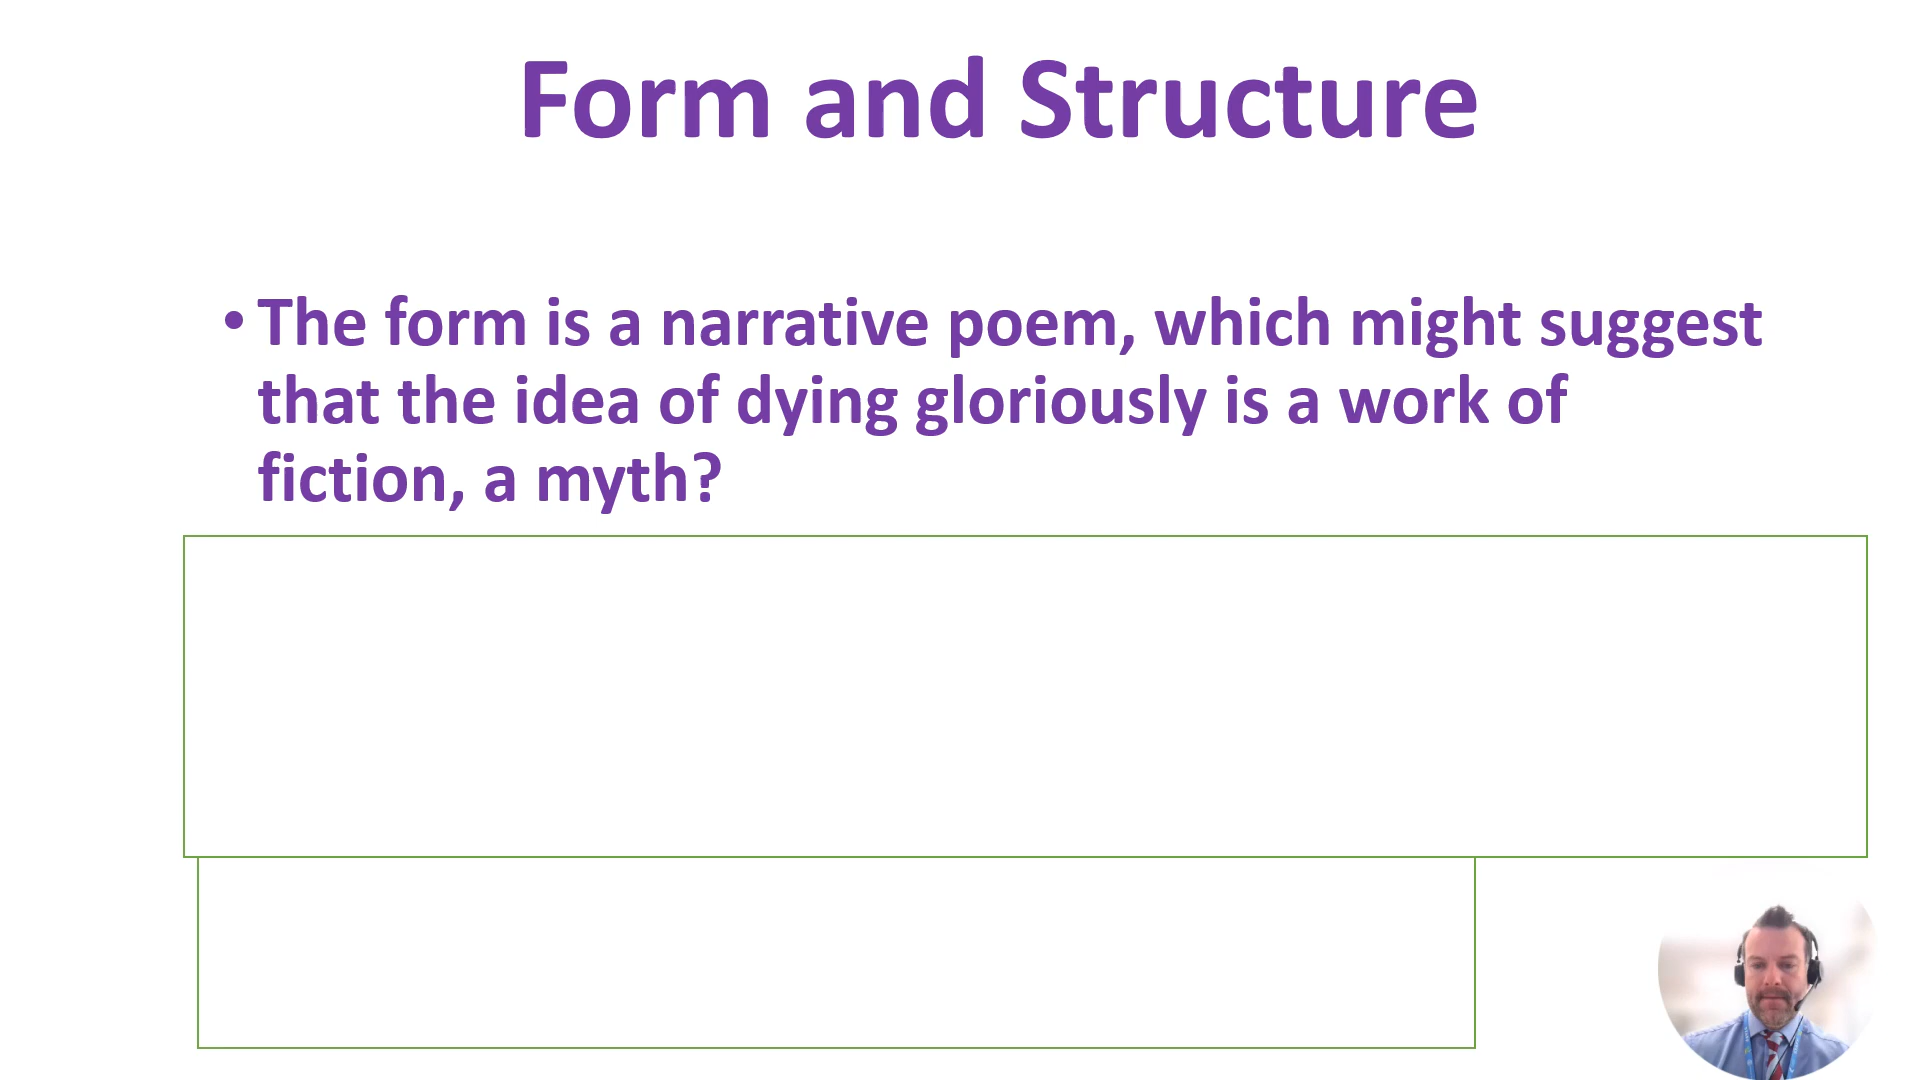 Form and Structure
• The form is a narrative poem, which might suggest
that the idea of dying gloriously is a work of
fiction, a myth?